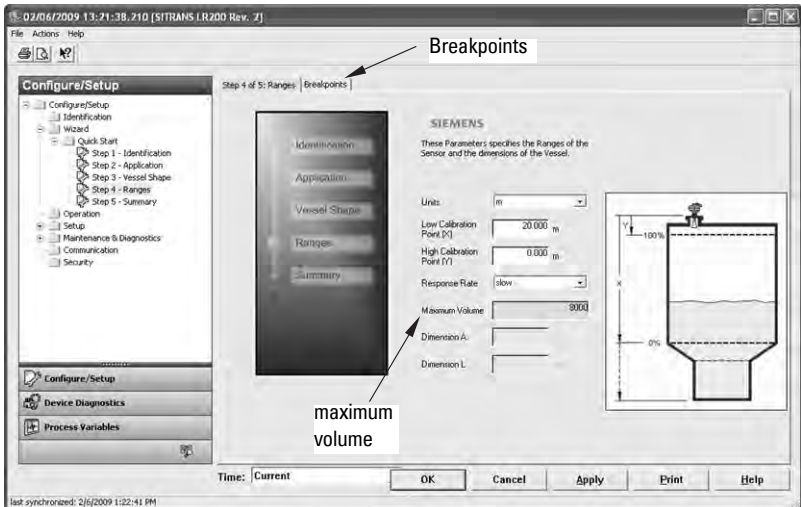 02/06/2009 13:21:38.210 [SITRANS LR200 Rev. 2]
File Actions Help
Breakpoints
Configure/Setup
Configure/Setup
Identification
Wizard
Quick Start
Step 1 - Identification
Step 2 - Application
Step 3 - Vessel Shape
Step 4 - Ranges
Step 5 - Summary
Operation
Setup
Maintenance & Diagnostics
Communication
Security
Configure/Setup
Device Diagnostics
Process Variables
Step 4 of 5: Ranges Breakpoints
Identification
Application
Vessel Shape
Ranges
Summary
SIEMENS
These Parameters specifies the Ranges of the
Sensor and the dimensions of the Vessel.
Units m
Low Calibration
Point [X] 20.000 m
High Calibration
Point [Y] 0.000 m
Response Rate slow
Maximum Volume 8000
Dimension A
Dimension L
Y
100%
X
0%
maximum
volume
Time: Current OK Cancel Apply Print Help
last synchronized: 2/6/2009 1:22:41 PM